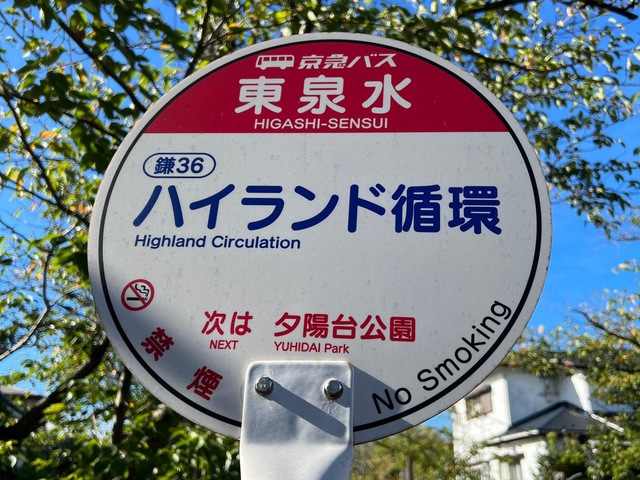 京急バス
東泉水
HIGASHI-SENSUI
鎌36
ハイランド循環
Highland Circulation
次は 夕陽台公園
NEXT YUHIDAI Park
禁煙
No Smoking